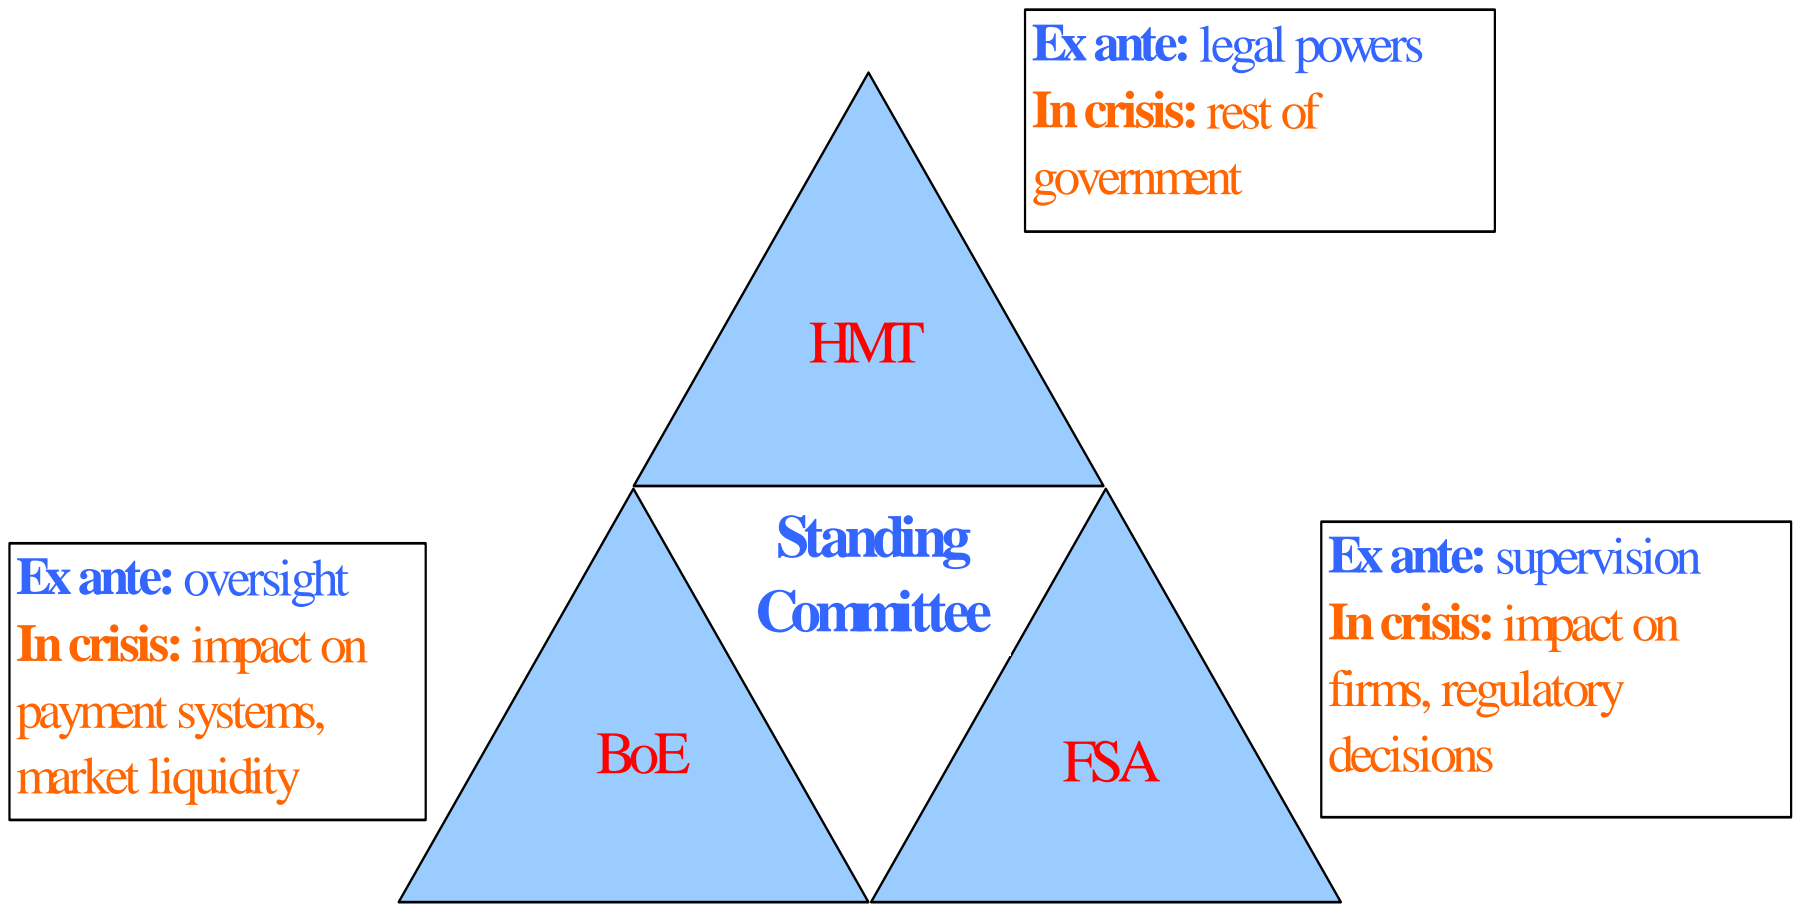 Ex ante: legal powers
In crisis: rest of
government
HMT
Standing
Committee
Ex ante: oversight
In crisis: impact on
payment systems,
market liquidity
BoE
FSA
Ex ante: supervision
In crisis: impact on
firms, regulatory
decisions